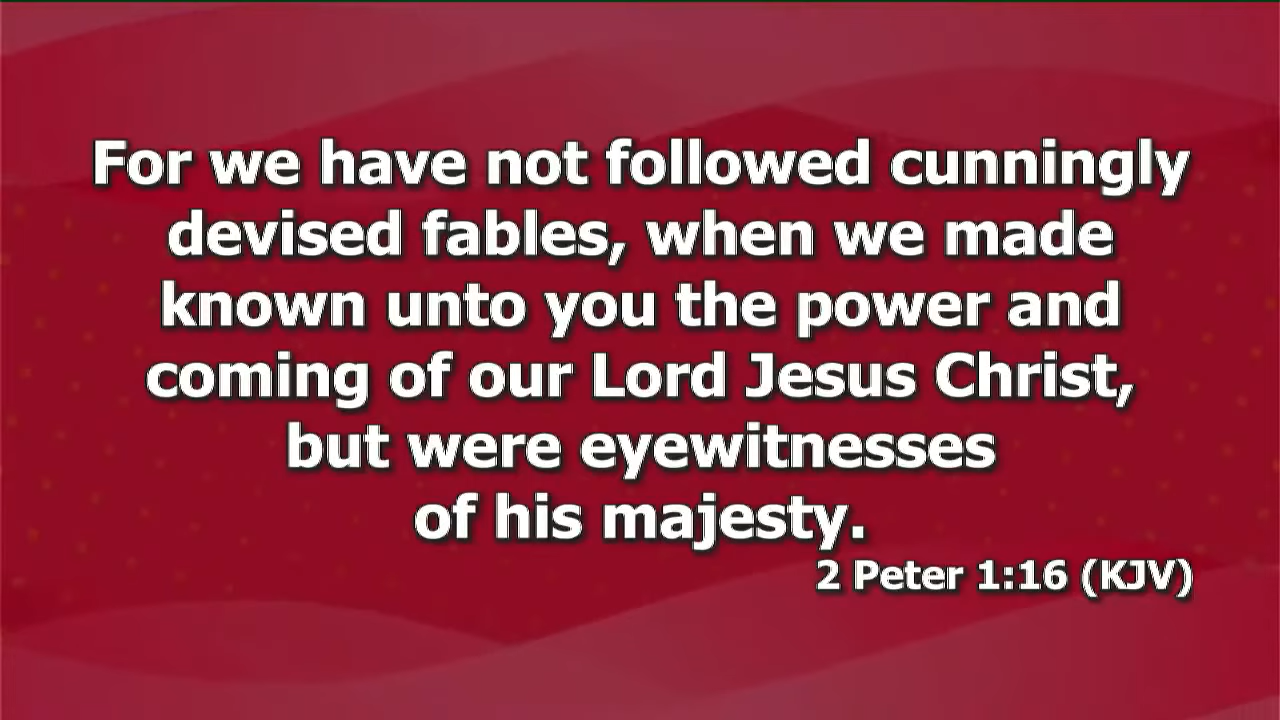 For we have not followed cunningly
devised fables, when we made
known unto you the power and
coming of our Lord Jesus Christ,
but were eyewitnesses
of his majesty.
2 Peter 1:16 (KJV)